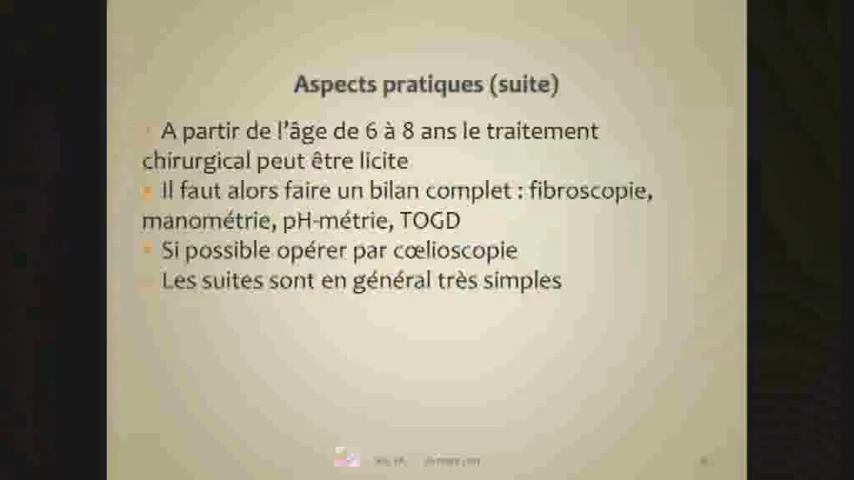 Aspects pratiques (suite)
A partir de l'âge de 6 à 8 ans le traitement
chirurgical peut être licite
Il faut alors faire un bilan complet : fibroscopie,
manométrie, pH-métrie, TOGD
Si possible opérer par cœlioscopie
Les suites sont en général très simples